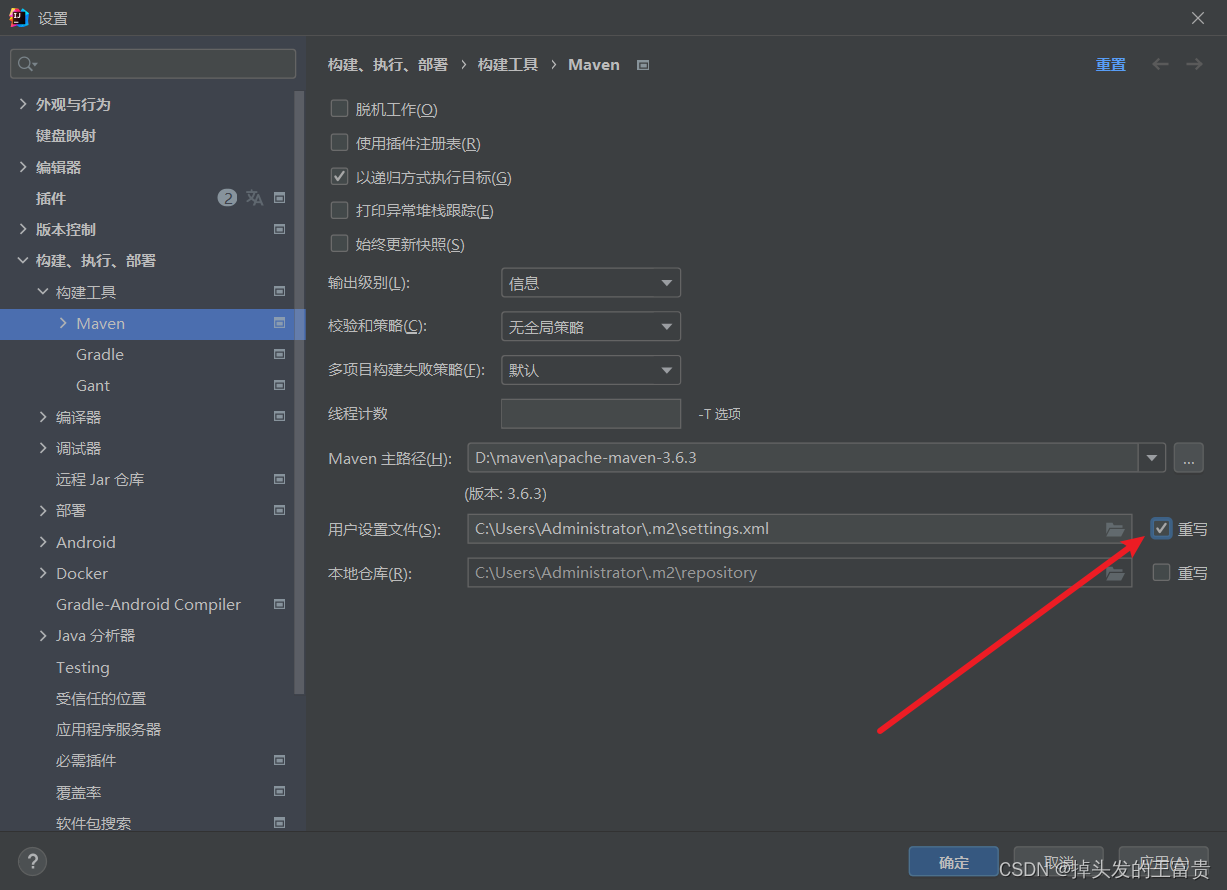 设置
外观与行为
键盘映射
编辑器
插件 2
版本控制
构建、执行、部署
构建工具
Maven
Gradle
Gant
编译器
调试器
远程 Jar 仓库
部署
Android
Docker
Gradle-Android Compiler
Java 分析器
Testing
受信任的位置
应用程序服务器
必需插件
覆盖率
软件包搜索
构建、执行、部署 › 构建工具 › Maven
重置
脱机工作(O)
使用插件注册表(R)
以递归方式执行目标(G)
打印异常堆栈跟踪(E)
始终更新快照(S)
输出级别(L): 信息
校验和策略(C): 无全局策略
多项目构建失败策略(F): 默认
线程计数 -T 选项
Maven 主路径(H): D:\maven\apache-maven-3.6.3 ...
(版本: 3.6.3)
用户设置文件(S): C:\Users\Administrator\.m2\settings.xml 重写
本地仓库(R): C:\Users\Administrator\.m2\repository 重写
?
确定 取消 应用(A)
CSDN @掉头发的王富贵